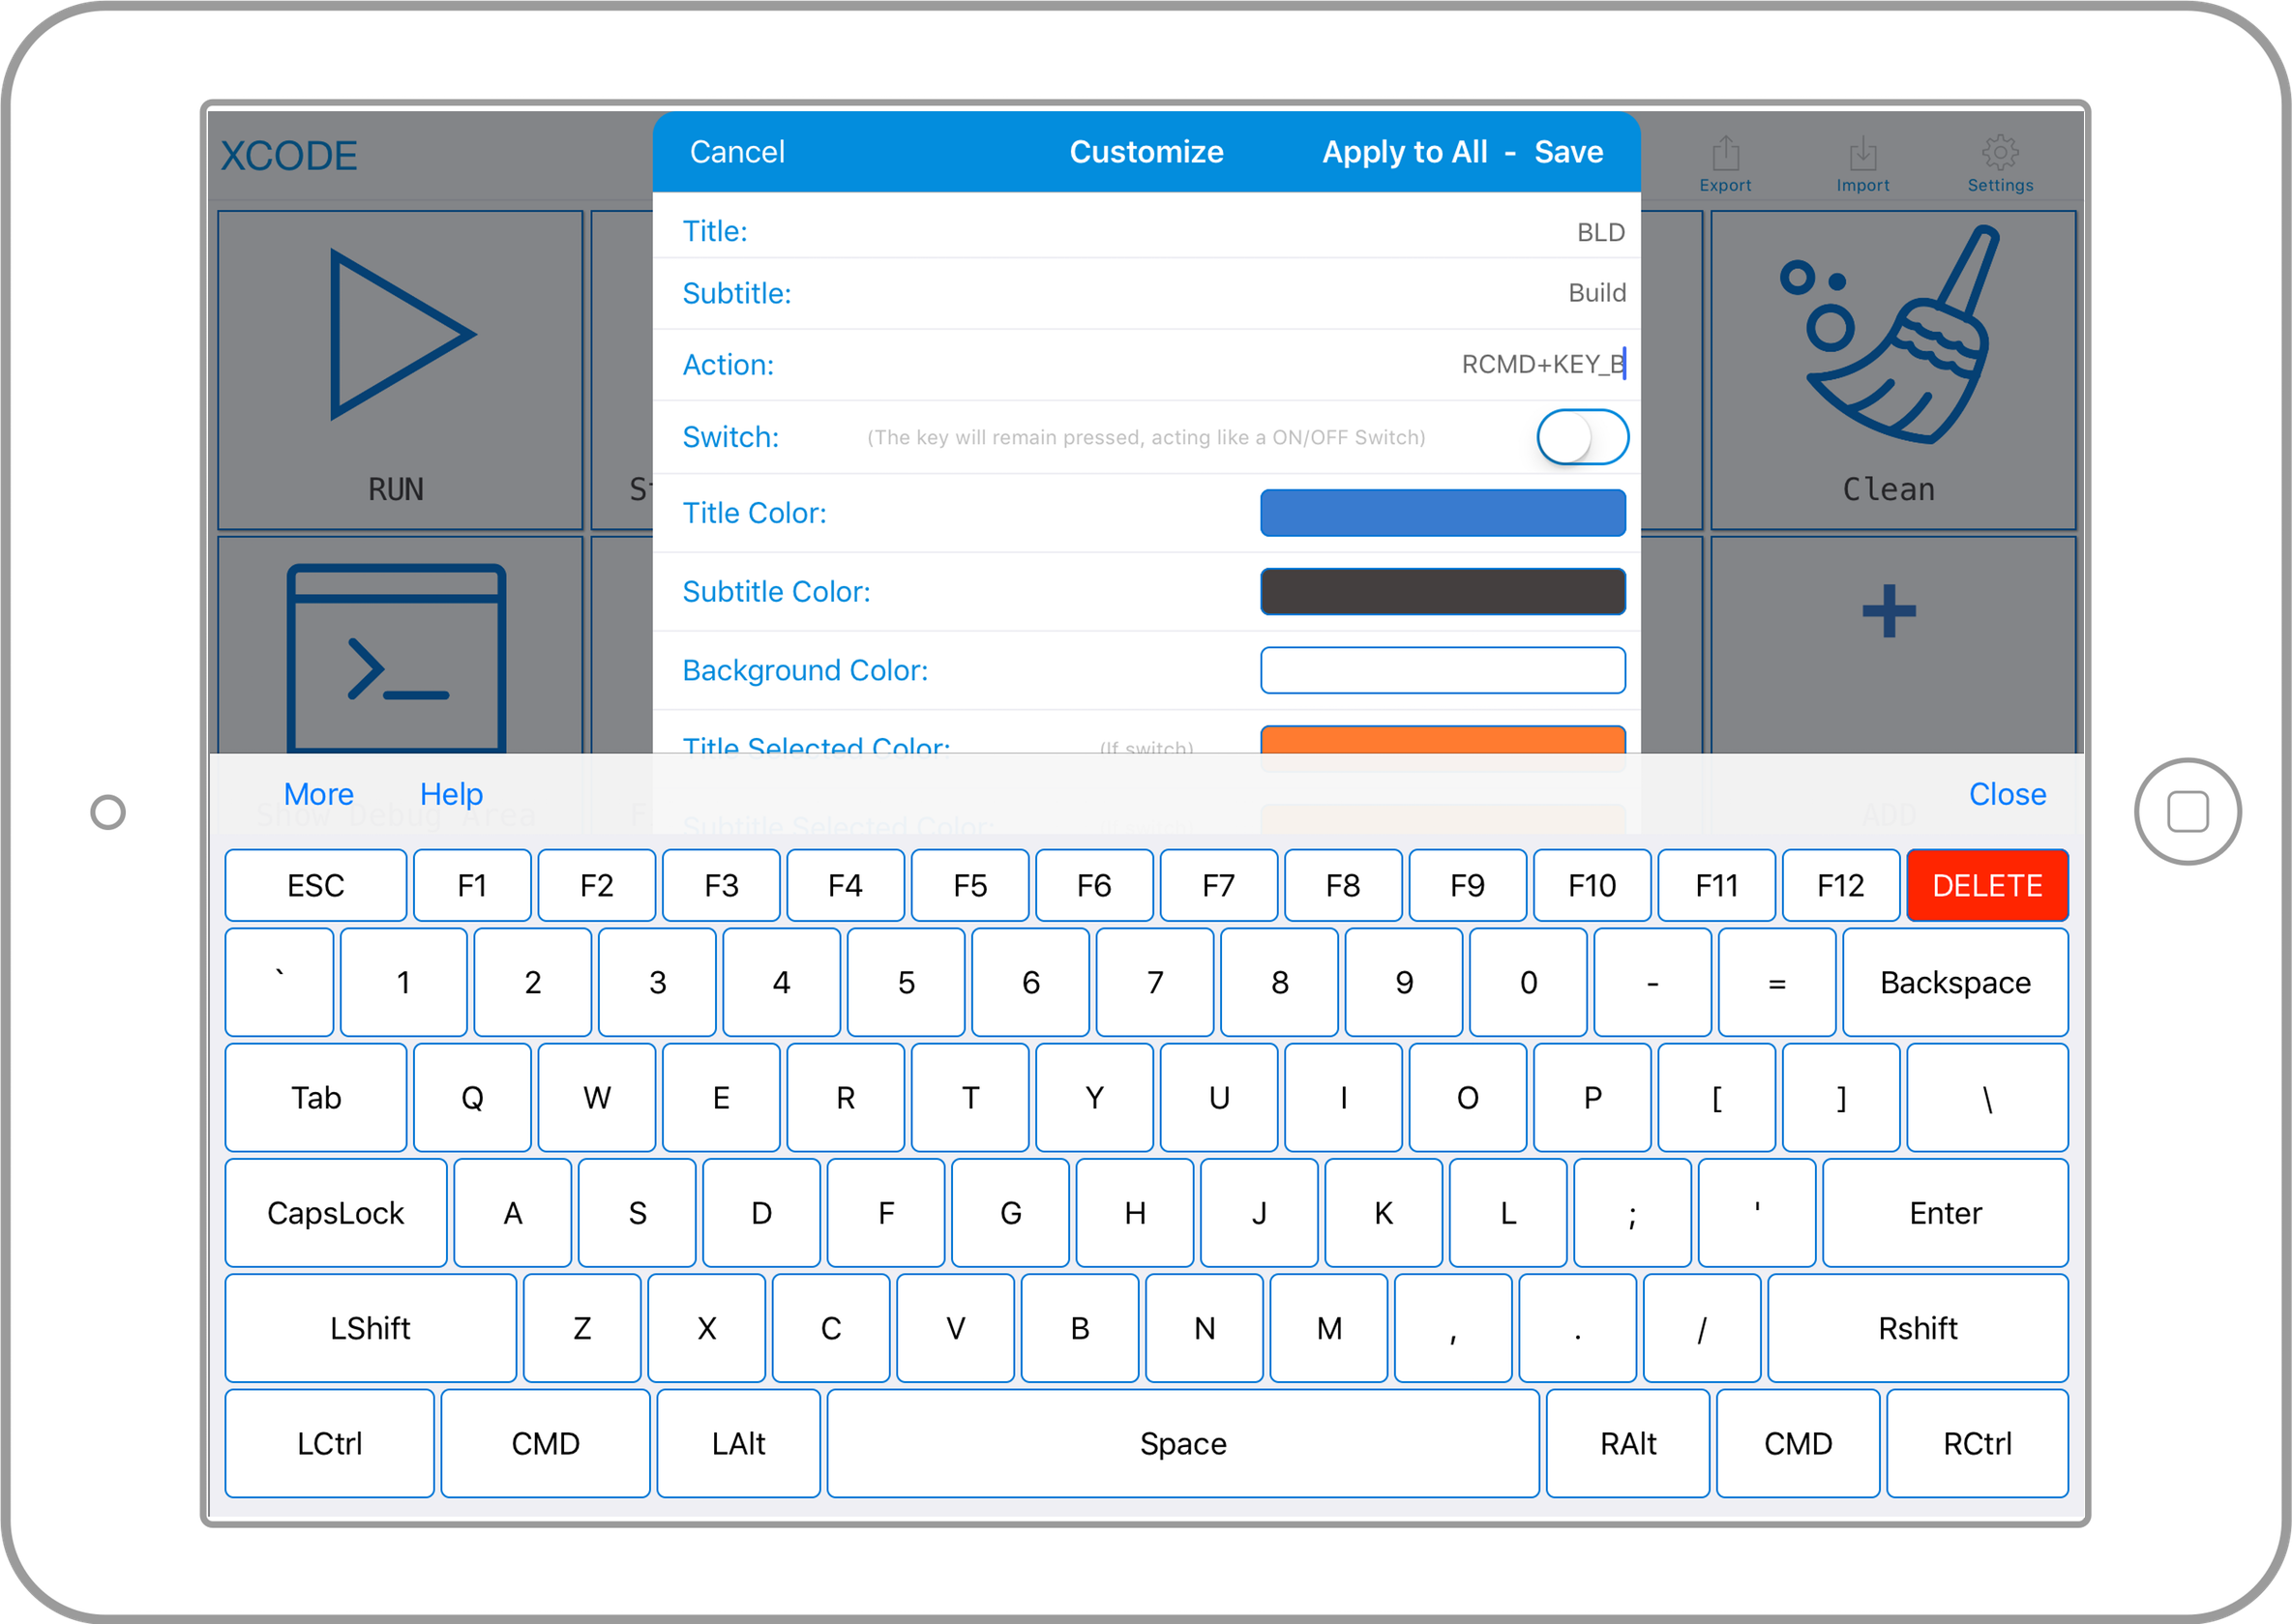 XCODE
Cancel Customize Apply to All - Save
Export Import Settings
Title: BLD
Subtitle: Build
Action: RCMD+KEY_B
Switch: (The key will remain pressed, acting like a ON/OFF Switch)
RUN
Clean
Title Color:
Subtitle Color:
Background Color:
+
Title Selected Color: (If switch)
More Help Close
Show Debug Area
Subtitle Selected Color:
ADD
ESC F1 F2 F3 F4 F5 F6 F7 F8 F9 F10 F11 F12 DELETE
` 1 2 3 4 5 6 7 8 9 0 - = Backspace
Tab Q W E R T Y U I O P [ ] \
CapsLock A S D F G H J K L ; ' Enter
LShift Z X C V B N M , . / Rshift
LCtrl CMD LAlt Space RAlt CMD RCtrl